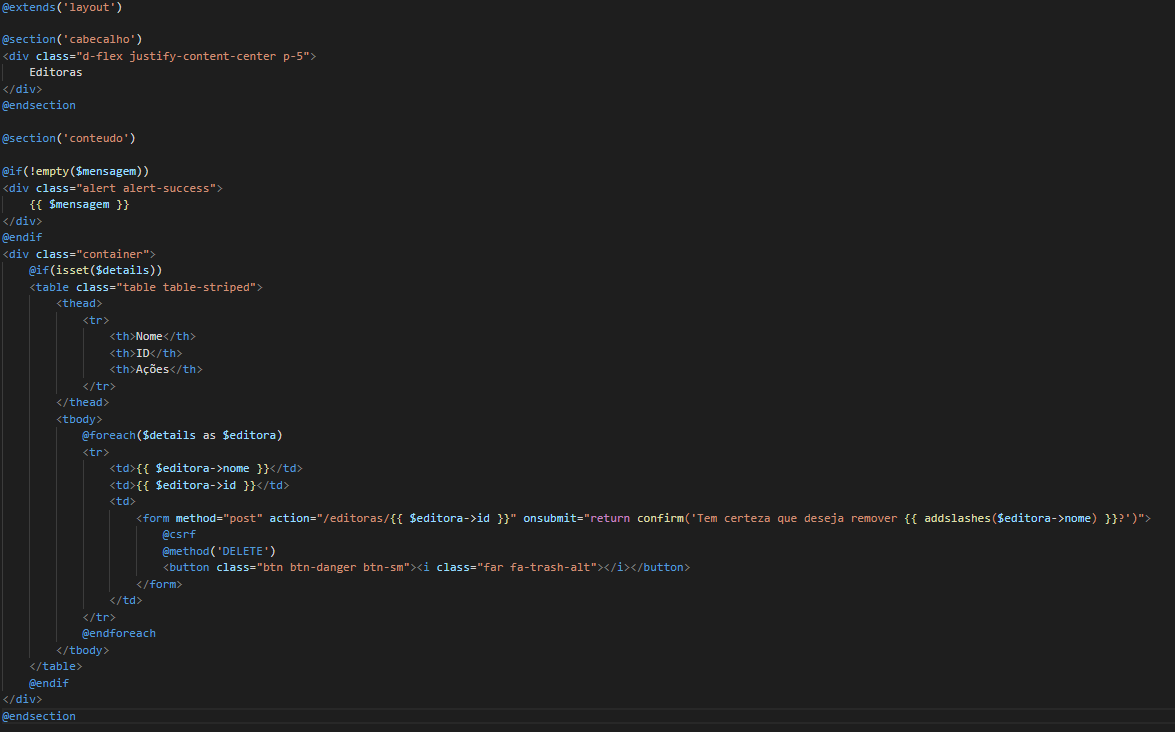 @extends('layout')

@section('cabecalho')
<div class="d-flex justify-content-center p-5">
    Editoras
</div>
@endsection

@section('conteudo')

@if(!empty($mensagem))
<div class="alert alert-success">
    {{ $mensagem }}
</div>
@endif
<div class="container">
    @if(isset($details))
    <table class="table table-striped">
        <thead>
            <tr>
                <th>Nome</th>
                <th>ID</th>
                <th>Ações</th>
            </tr>
        </thead>
        <tbody>
            @foreach($details as $editora)
            <tr>
                <td>{{ $editora->nome }}</td>
                <td>{{ $editora->id }}</td>
                <td>
                    <form method="post" action="/editoras/{{ $editora->id }}" onsubmit="return confirm('Tem certeza que deseja remover {{ addslashes($editora->nome) }}?')">
                        @csrf
                        @method('DELETE')
                        <button class="btn btn-danger btn-sm"><i class="far fa-trash-alt"></i></button>
                    </form>
                </td>
            </tr>
            @endforeach
        </tbody>
    </table>
    @endif
</div>
@endsection